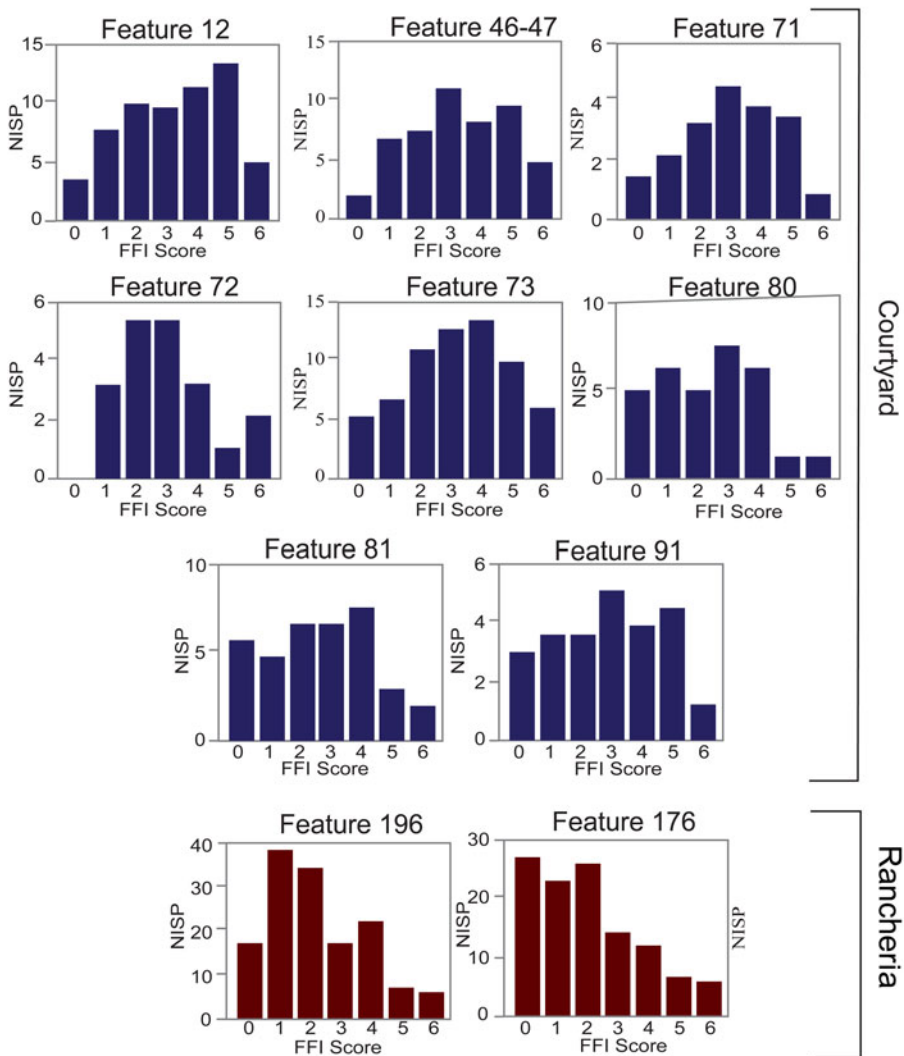 Feature 12
15
10
5
0
NISP
0 1 2 3 4 5 6
FFI Score
Feature 46-47
15
10
5
0
NISP
0 1 2 3 4 5 6
FFI Score
Feature 71
6
4
2
0
NISP
0 1 2 3 4 5 6
FFI Score
Feature 72
6
4
2
0
NISP
0 1 2 3 4 5 6
FFI Score
Feature 73
15
10
5
0
NISP
0 1 2 3 4 5 6
FFI Score
Feature 80
10
5
0
NISP
0 1 2 3 4 5 6
FFI Score
Feature 81
10
5
0
NISP
0 1 2 3 4 5 6
FFI Score
Feature 91
6
4
2
0
NISP
0 1 2 3 4 5 6
FFI Score
Courtyard
Feature 196
40
30
20
10
0
NISP
0 1 2 3 4 5 6
FFI Score
Feature 176
30
20
10
0
NISP
0 1 2 3 4 5 6
FFI Score
NISP
Rancheria